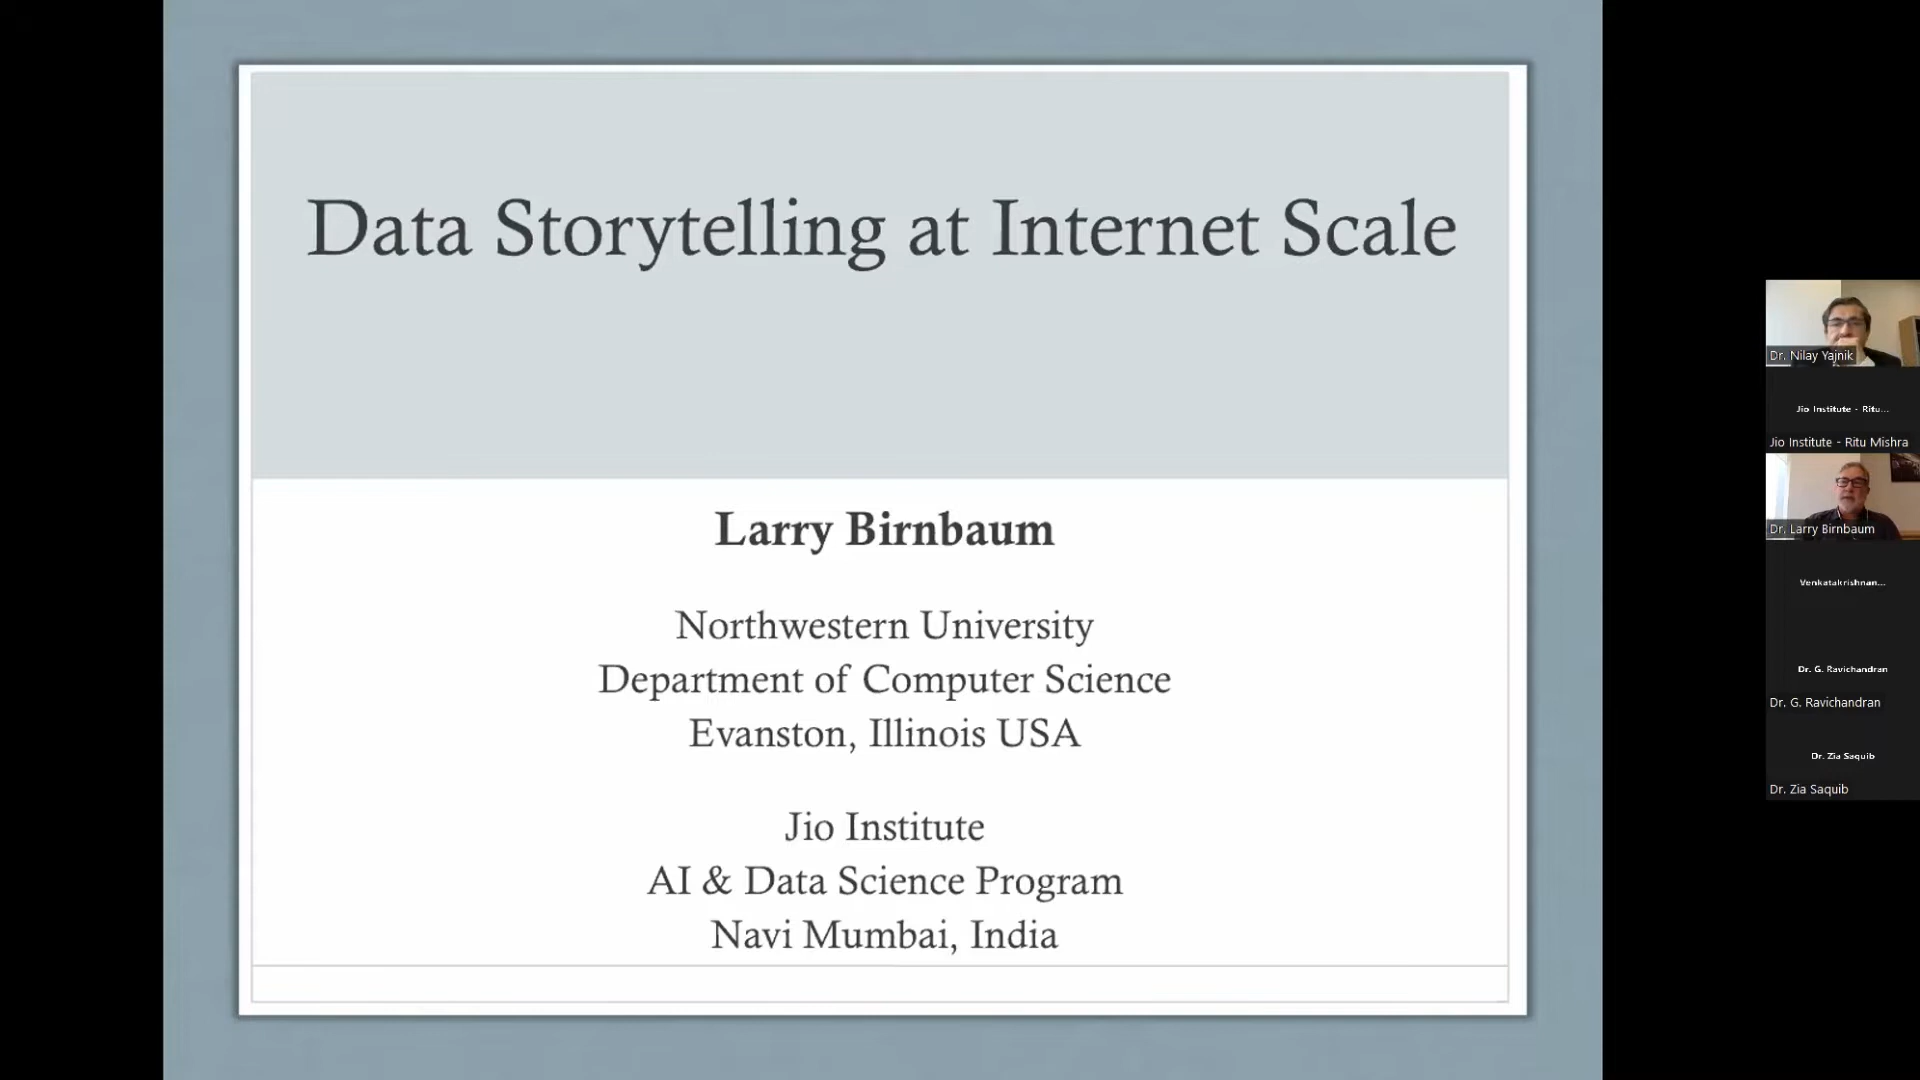 Data Storytelling at Internet Scale
Larry Birnbaum
Northwestern University
Department of Computer Science
Evanston, Illinois USA
Jio Institute
AI & Data Science Program
Navi Mumbai, India
Dr. Nilay Yajnik
Jio Institute - Ritu...
Jio Institute - Ritu Mishra
Dr. Larry Birnbaum
Venkatakrishnan...
Dr. G. Ravichandran
Dr. G. Ravichandran
Dr. Zia Saquib
Dr. Zia Saquib